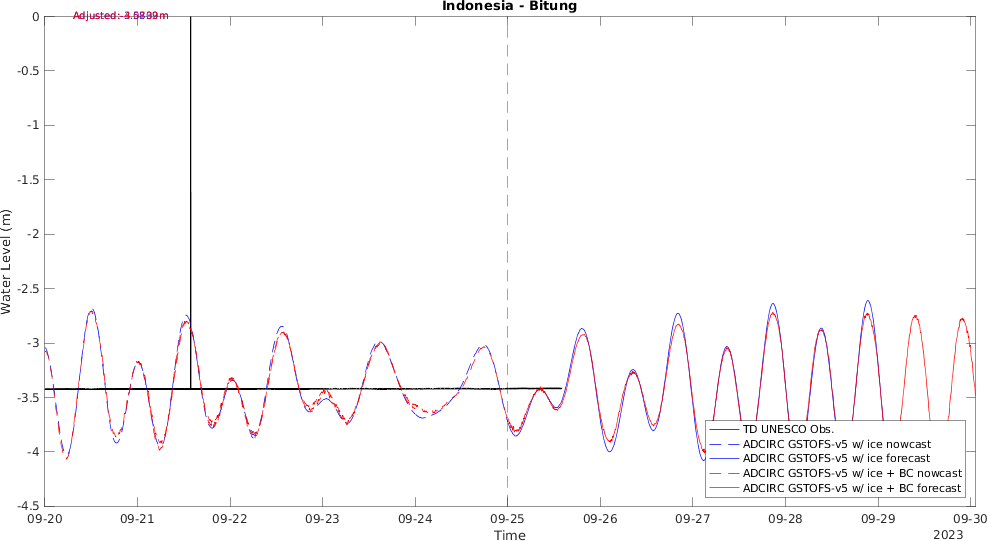 Indonesia - Bitung
Adjusted:
0
-0.5
-1
-1.5
-2
-2.5
-3
-3.5
-4
-4.5
Water Level (m)
09-20
09-21
09-22
09-23
09-24
09-25
09-26
09-27
09-28
09-29
09-30
Time
2023
TD UNESCO Obs.
ADCIRC GSTOFS-v5 w/ ice nowcast
ADCIRC GSTOFS-v5 w/ ice forecast
ADCIRC GSTOFS-v5 w/ ice + BC nowcast
ADCIRC GSTOFS-v5 w/ ice + BC forecast